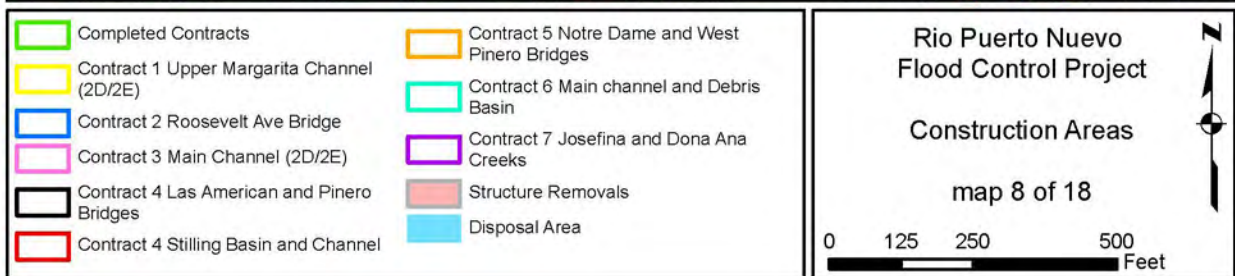 Completed Contracts
Contract 1 Upper Margarita Channel
(2D/2E)
Contract 2 Roosevelt Ave Bridge
Contract 3 Main Channel (2D/2E)
Contract 4 Las American and Pinero
Bridges
Contract 4 Stilling Basin and Channel
Contract 5 Notre Dame and West
Pinero Bridges
Contract 6 Main channel and Debris
Basin
Contract 7 Josefina and Dona Ana
Creeks
Structure Removals
Disposal Area
Rio Puerto Nuevo
Flood Control Project
Construction Areas
map 8 of 18
N
0 125 250 500
Feet